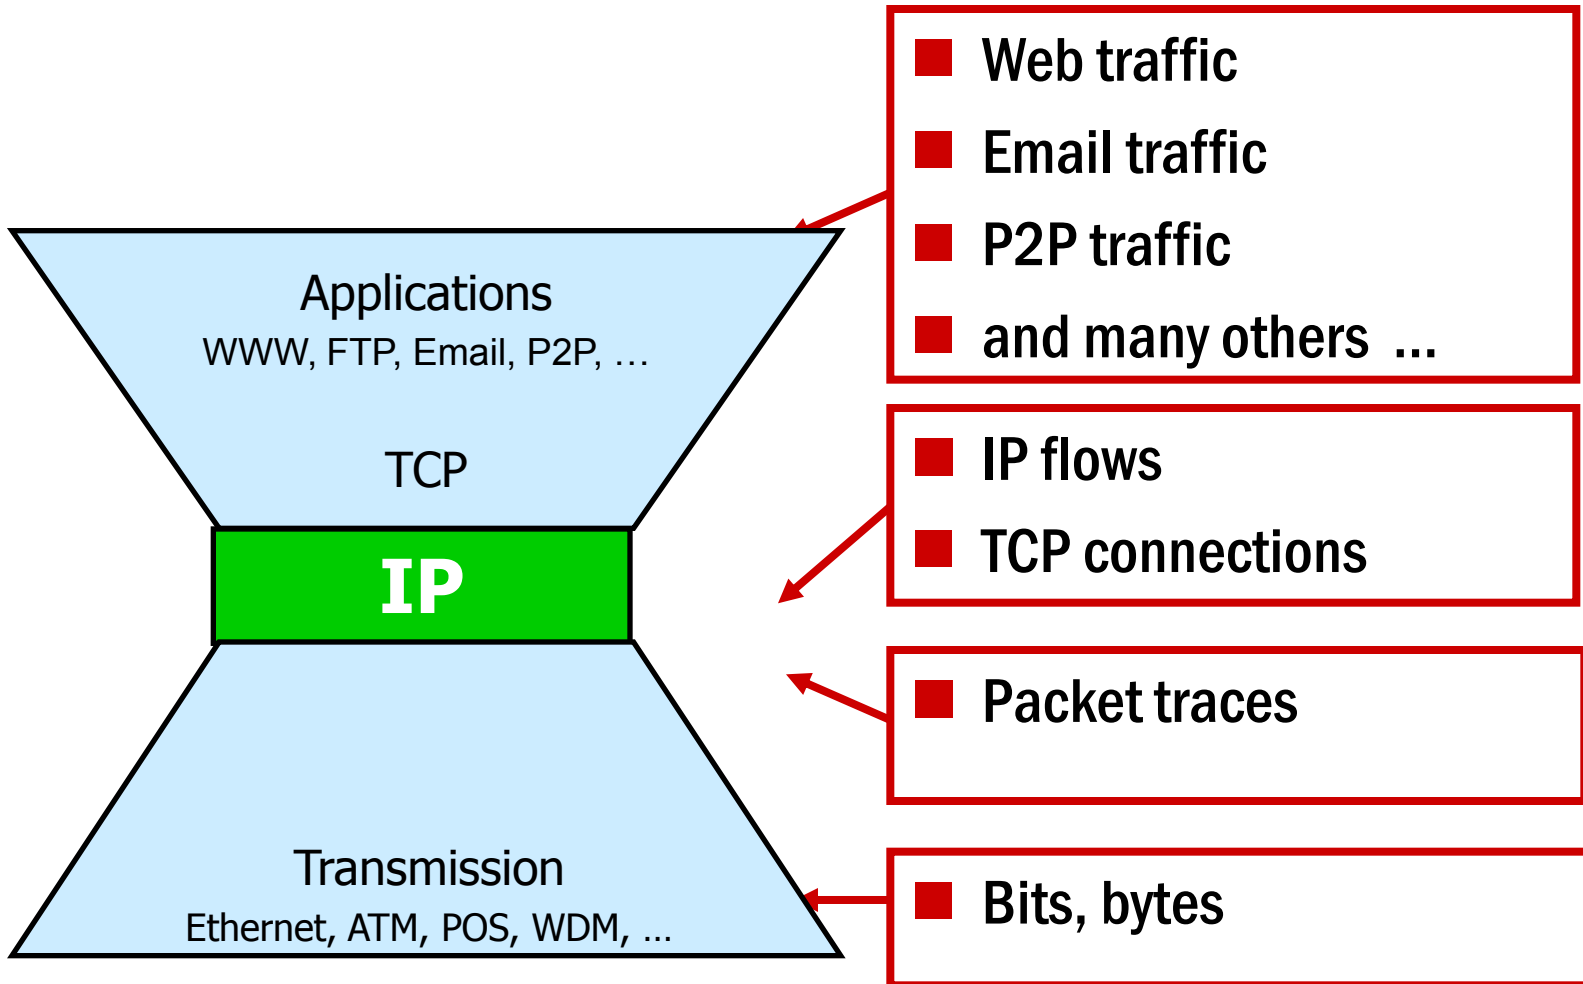 Web traffic
Email traffic
P2P traffic
and many others ...
Applications
WWW, FTP, Email, P2P, ...
TCP
IP flows
TCP connections
IP
Packet traces
Transmission
Ethernet, ATM, POS, WDM, ...
Bits, bytes